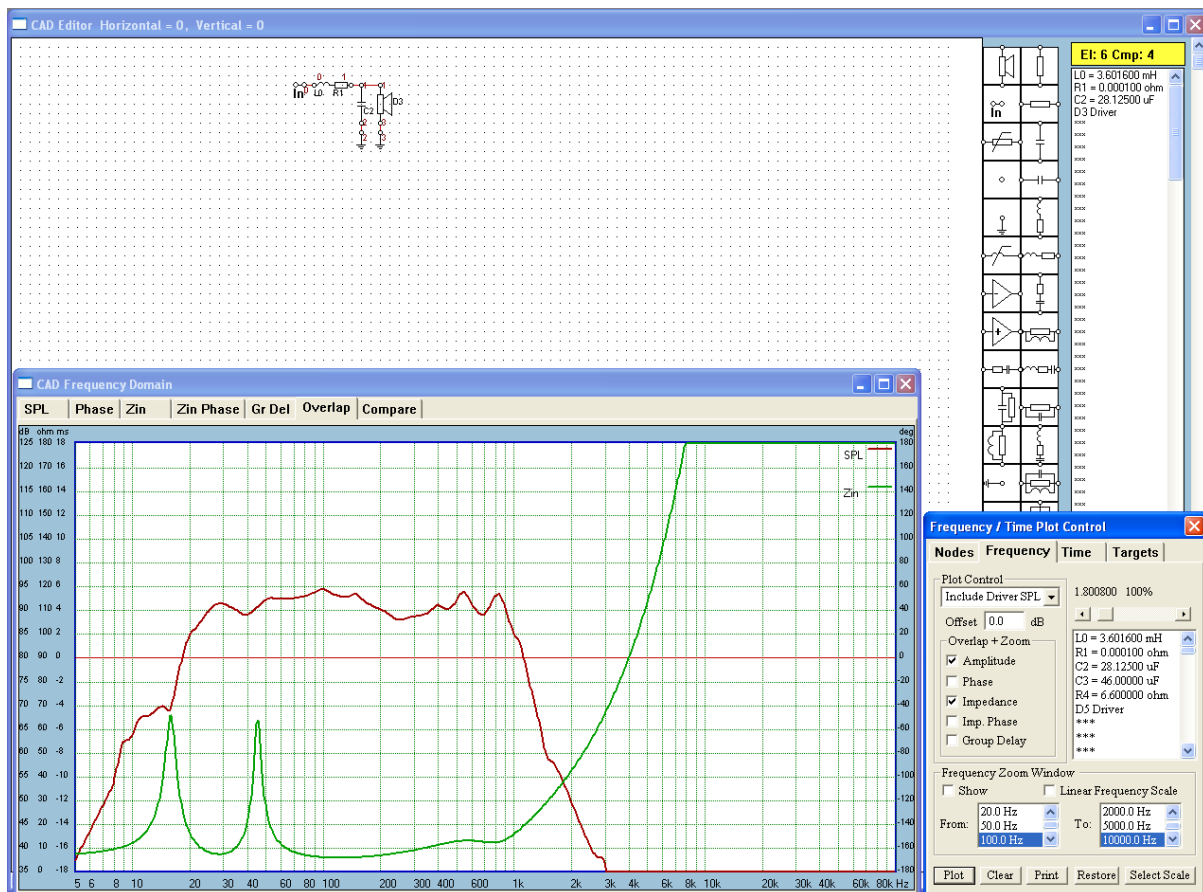 CAD Editor Horizontal = 0, Vertical = 0
El: 6 Cmp: 4
L0 = 3.601600 mH
R1 = 0.000100 ohm
C2 = 28.12500 uF
D3 Driver
0 1 4 4
In 0 L0 R1 C2 D3
2 3
2 3
In
CAD Frequency Domain
SPL Phase Zin Zin Phase Gr Del Overlap Compare
dB ohm ms deg
125 180 18 180
SPL
120 170 16 160
115 160 14 140
Zin
110 150 12 120
105 140 10 100
100 130 8 80
95 120 6 60
90 110 4 40
85 100 2 20
80 90 0 0
75 80 -2 -20
70 70 -4 -40
65 60 -6 -60
60 50 -8 -80
55 40 -10 -100
50 30 -12 -120
45 20 -14 -140
40 10 -16 -160
35 0 -18 -180
5 6 8 10 20 30 40 60 80 100 200 400 600 1k 2k 3k 4k 6k 8k 10k 20k 30k 40k 60k 80k Hz
Frequency / Time Plot Control
Nodes Frequency Time Targets
Plot Control
Include Driver SPL
1.800800 100%
Offset 0.0 dB
Overlap + Zoom
Amplitude
Phase
Impedance
Imp. Phase
Group Delay
L0 = 3.601600 mH
R1 = 0.000100 ohm
C2 = 28.12500 uF
C3 = 46.00000 uF
R4 = 6.600000 ohm
D5 Driver
***
***
***
Frequency Zoom Window
Show Linear Frequency Scale
From: 20.0 Hz 50.0 Hz 100.0 Hz To: 2000.0 Hz 5000.0 Hz 10000.0 Hz
Plot Clear Print Restore Select Scale